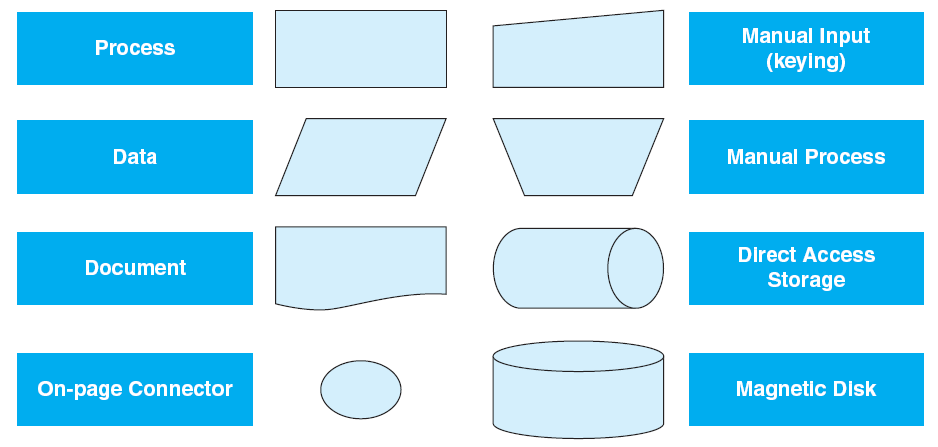 Process
Manual Input
(keying)
Data
Manual Process
Document
Direct Access
Storage
On-page Connector
Magnetic Disk